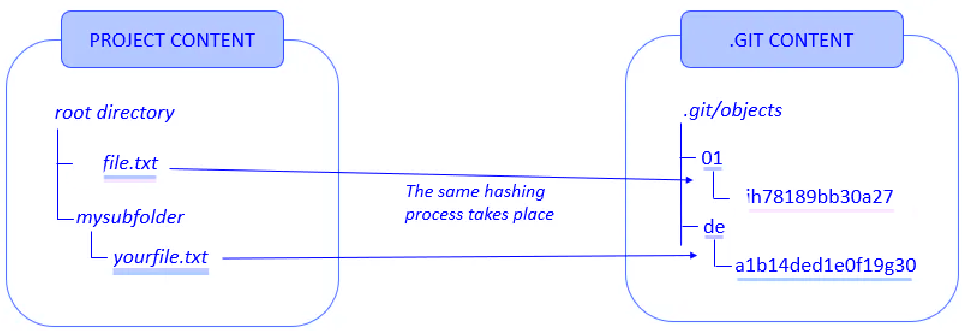 PROJECT CONTENT
.GIT CONTENT
root directory
file.txt
mysubfolder
yourfile.txt
The same hashing
process takes place
.git/objects
01
ih78189bb30a27
de
a1b14ded1e0f19g30